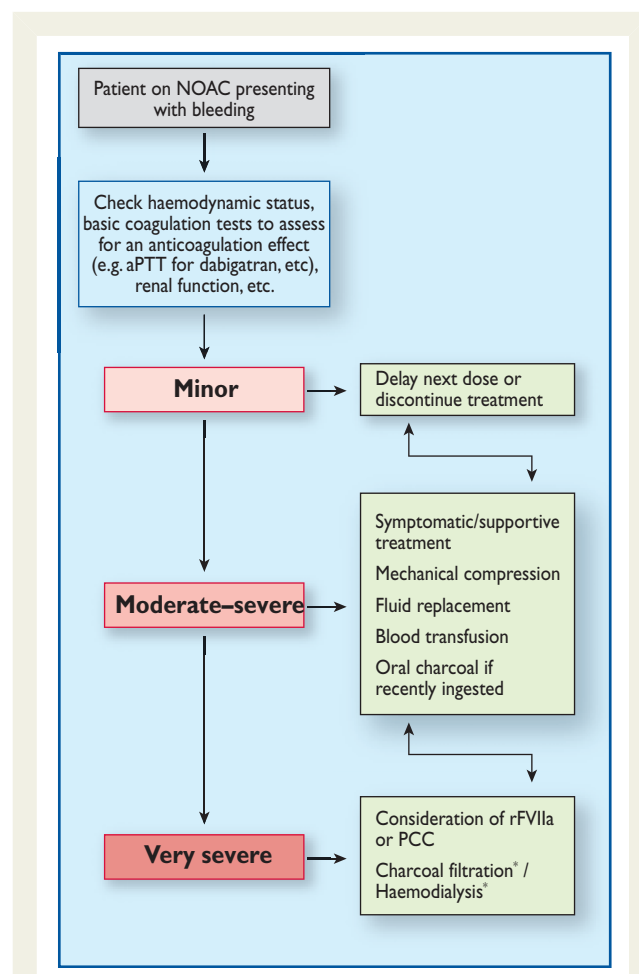 Patient on NOAC presenting
with bleeding
Check haemodynamic status,
basic coagulation tests to assess
for an anticoagulation effect
(e.g. aPTT for dabigatran, etc),
renal function, etc.
Minor
Delay next dose or
discontinue treatment
Moderate–severe
Symptomatic/supportive
treatment
Mechanical compression
Fluid replacement
Blood transfusion
Oral charcoal if
recently ingested
Very severe
Consideration of rFVIIa
or PCC
Charcoal filtration* /
Haemodialysis*